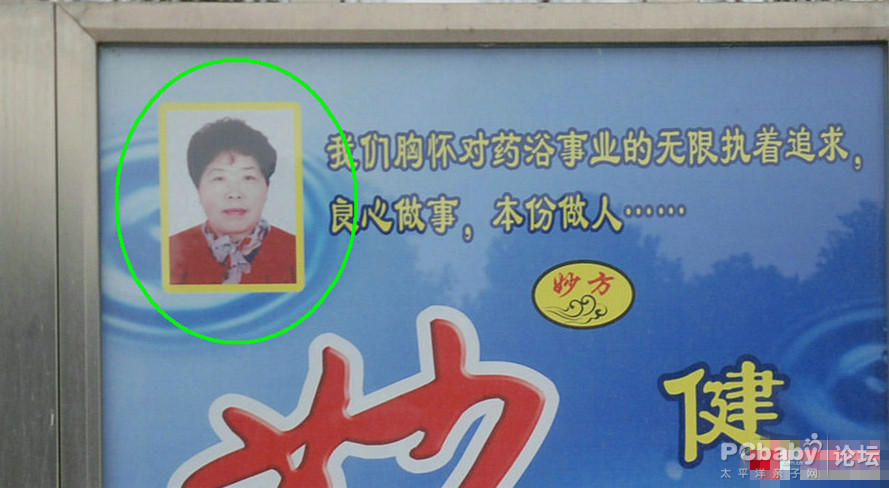 我们胸怀对药浴事业的无限执着追求，
良心做事，本份做人……
妙方
健
PCbaby 论坛
太平洋亲子网